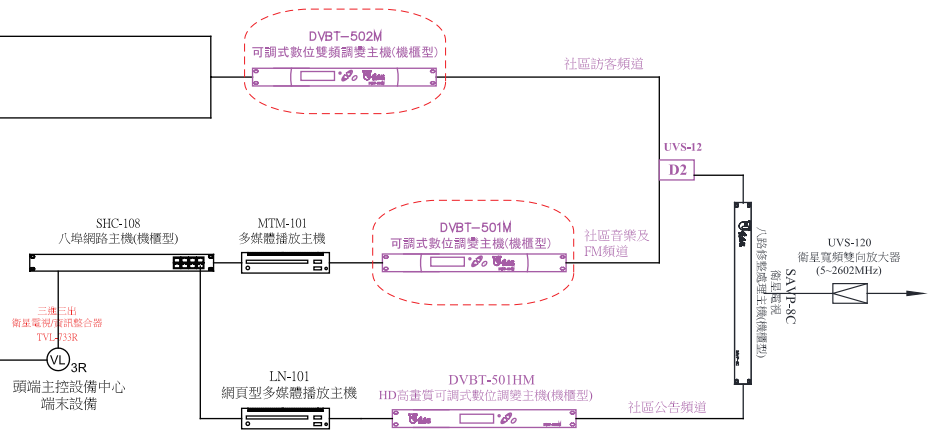 DVBT-502M
可調式數位雙頻調變主機(機櫃型)
社區訪客頻道
UVS-12
D2
SHC-108
八埠網路主機(機櫃型)
MTM-101
多媒體播放主機
DVBT-501M
可調式數位調變主機(機櫃型)
社區音樂及
FM頻道
SAVP-8C
衛星電視
八路修整處理主機(機櫃型)
UVS-120
衛星寬頻雙向放大器
(5~2602MHz)
三進三出
衛星電視/資訊整合器
TVL-733R
VL
3R
頭端主控設備中心
端末設備
LN-101
網頁型多媒體播放主機
DVBT-501HM
HD高畫質可調式數位調變主機(機櫃型)
社區公告頻道